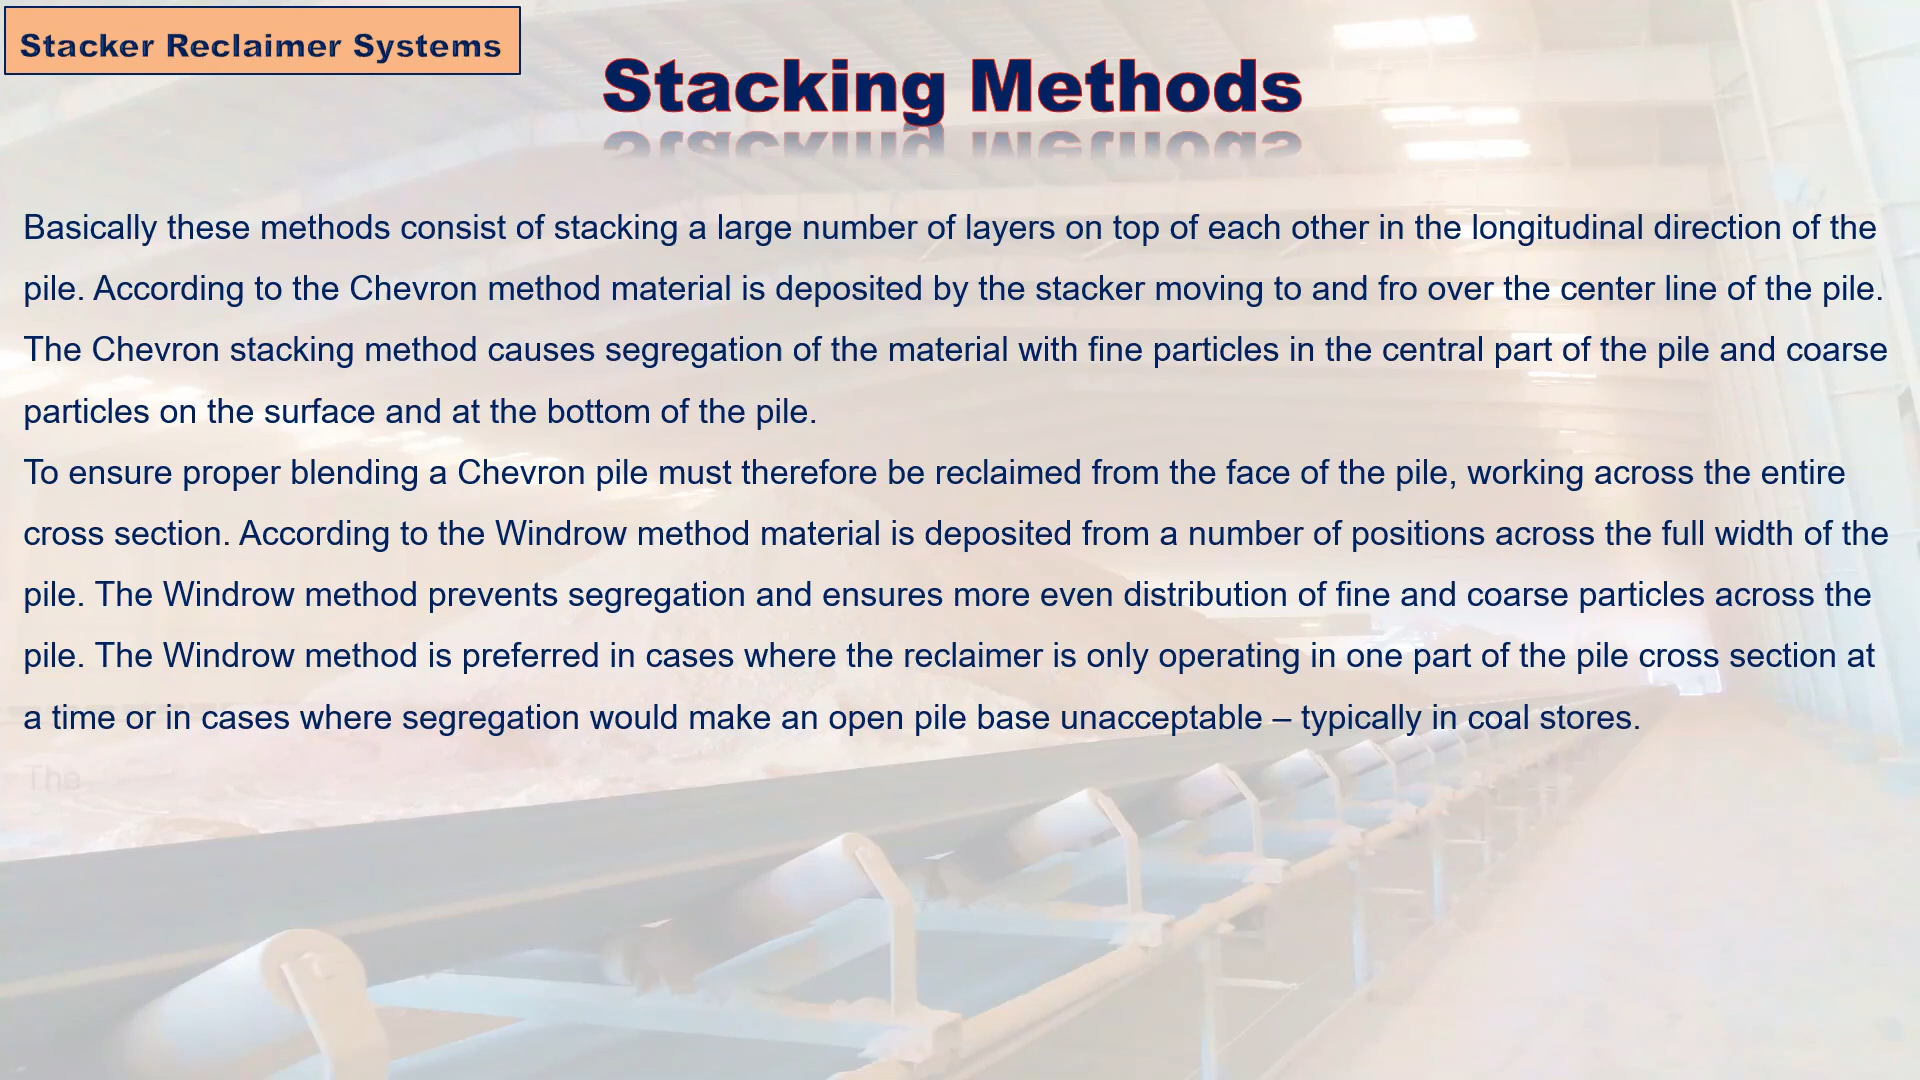 Stacker Reclaimer Systems
Stacking Methods
Basically these methods consist of stacking a large number of layers on top of each other in the longitudinal direction of the
pile. According to the Chevron method material is deposited by the stacker moving to and fro over the center line of the pile.
The Chevron stacking method causes segregation of the material with fine particles in the central part of the pile and coarse
particles on the surface and at the bottom of the pile.
To ensure proper blending a Chevron pile must therefore be reclaimed from the face of the pile, working across the entire
cross section. According to the Windrow method material is deposited from a number of positions across the full width of the
pile. The Windrow method prevents segregation and ensures more even distribution of fine and coarse particles across the
pile. The Windrow method is preferred in cases where the reclaimer is only operating in one part of the pile cross section at
a time or in cases where segregation would make an open pile base unacceptable – typically in coal stores.
The